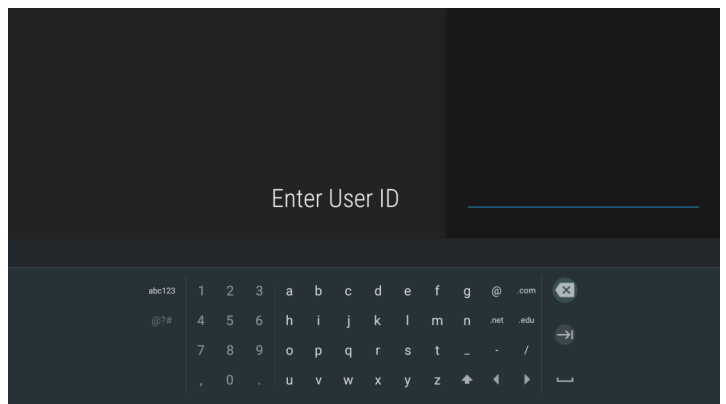 Enter User ID
abc123 1 2 3 a b c d e f g @ .com
@?# 4 5 6 h i j k l m n .net .edu
7 8 9 o p q r s t _ - /
, 0 . u v w x y z